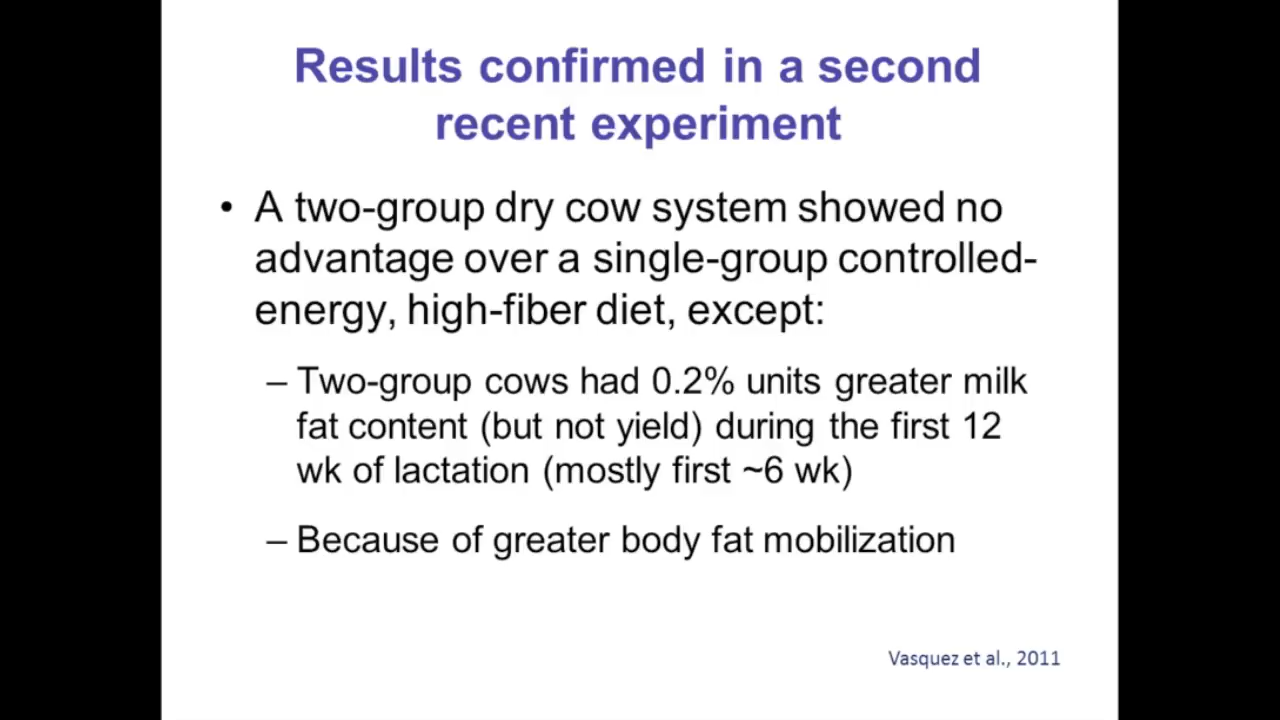 Results confirmed in a second
recent experiment
• A two-group dry cow system showed no
advantage over a single-group controlled-
energy, high-fiber diet, except:
– Two-group cows had 0.2% units greater milk
fat content (but not yield) during the first 12
wk of lactation (mostly first ~6 wk)
– Because of greater body fat mobilization
Vasquez et al., 2011